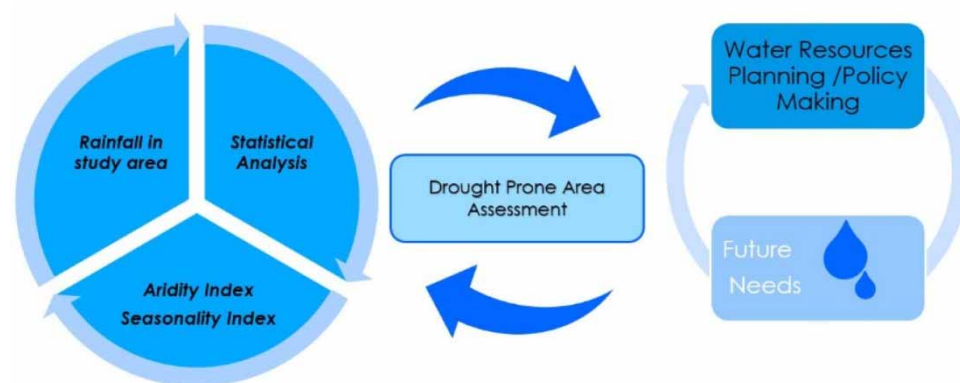 Rainfall in
study area
Statistical
Analysis
Aridity Index
Seasonality Index
Drought Prone Area
Assessment
Water Resources
Planning /Policy
Making
Future
Needs